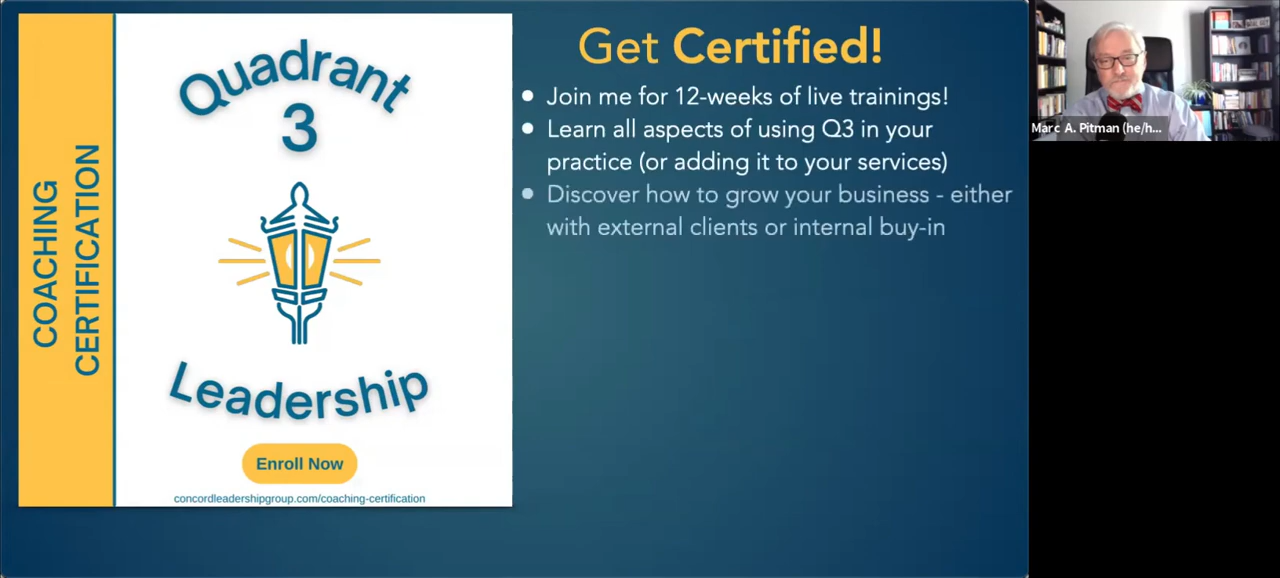 COACHING
CERTIFICATION
Quadrant
3
Leadership
Enroll Now
concordleadershipgroup.com/coaching-certification
Get Certified!
Join me for 12-weeks of live trainings!
Learn all aspects of using Q3 in your
practice (or adding it to your services)
Discover how to grow your business - either
with external clients or internal buy-in
Marc A. Pitman (he/h...